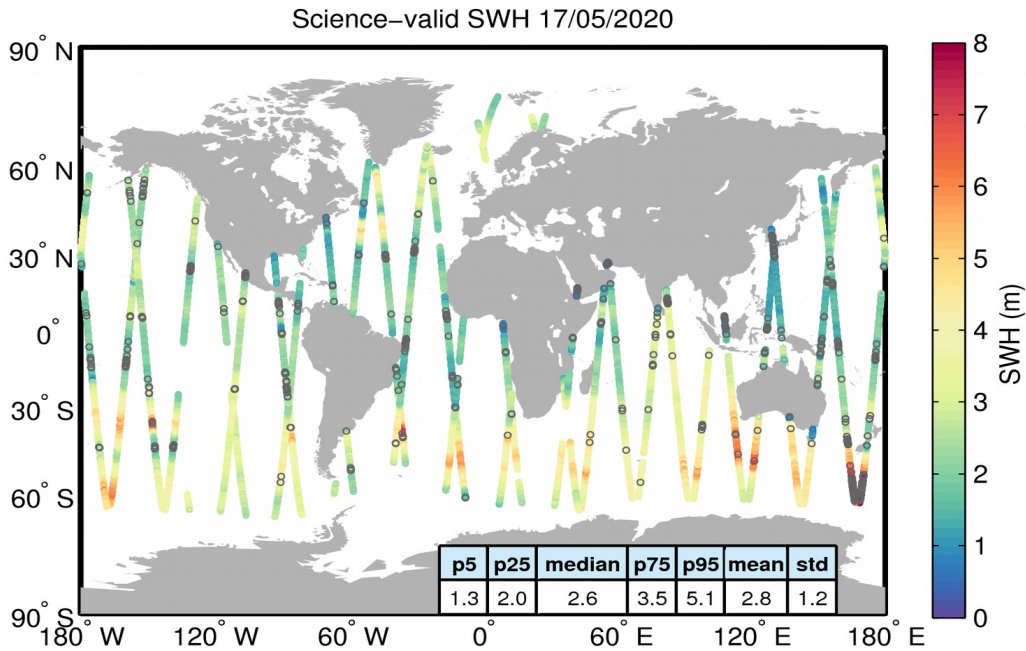 Science−valid SWH 17/05/2020
90° N
60° N
30° N
0°
30° S
60° S
90° S
180° W
120° W
60° W
0°
60° E
120° E
180° E
8
7
6
5
4
3
2
1
0
SWH (m)
p5 p25 median p75 p95 mean std
1.3 2.0 2.6 3.5 5.1 2.8 1.2